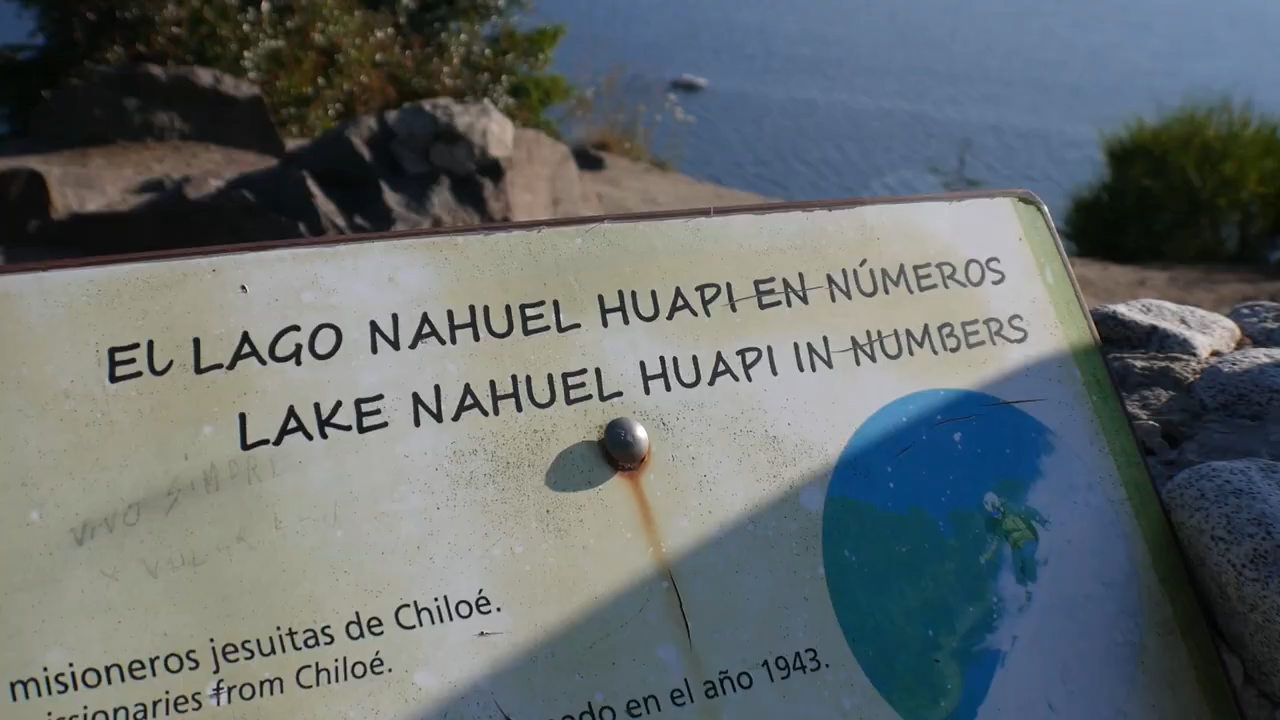 EL LAGO NAHUEL HUAPI EN NÚMEROS
LAKE NAHUEL HUAPI IN NUMBERS
VIVO
misioneros jesuitas de Chiloé.
from Chiloé.
en el año 1943.